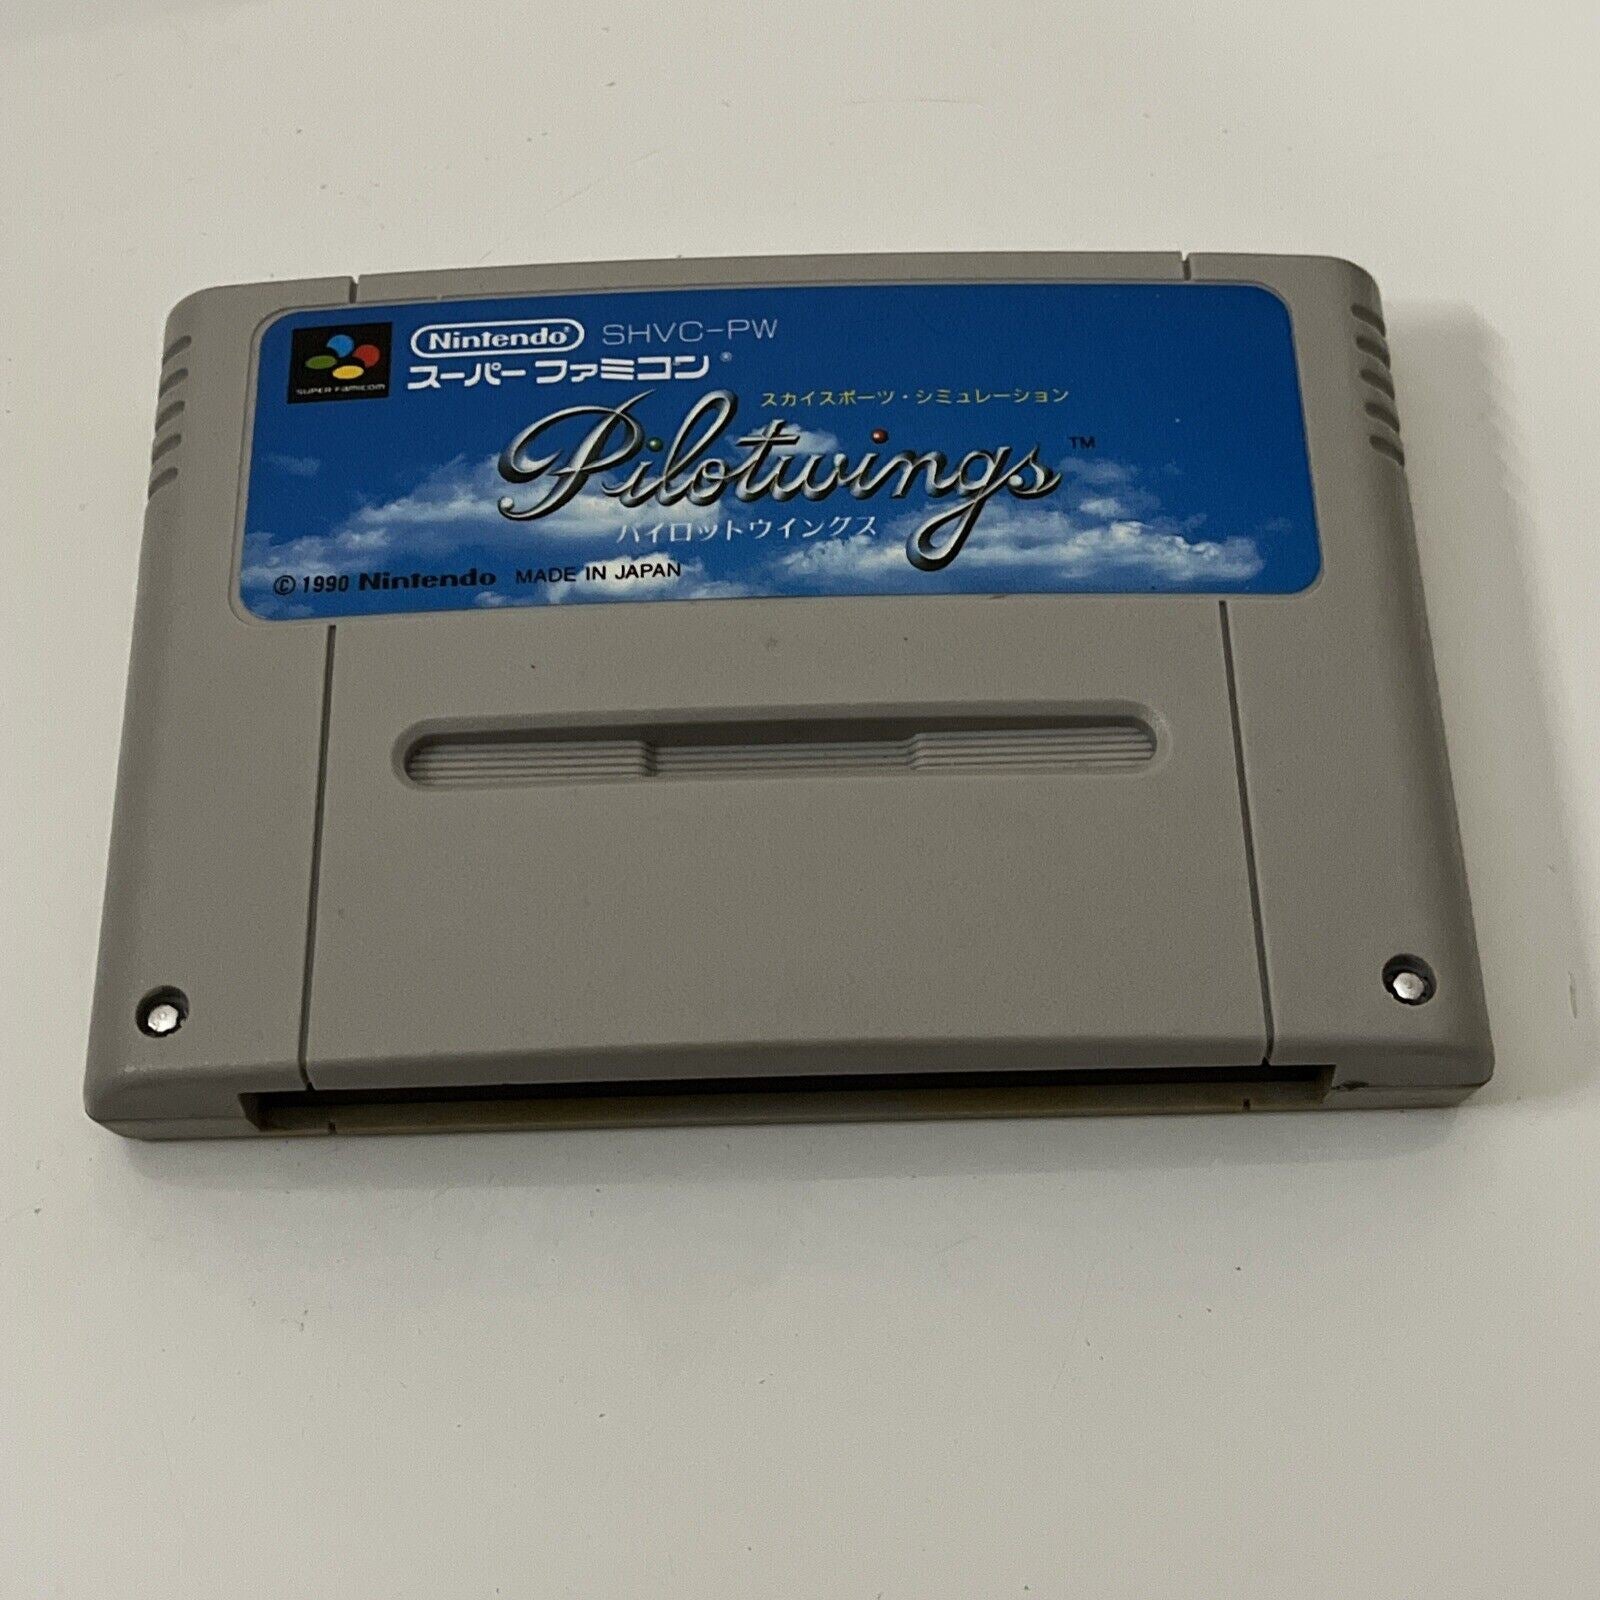 Nintendo® SHVC-PW
SUPER FAMICOM
スーパーファミコン®
スカイスポーツ・シミュレーション
Pilotwings™
パイロットウイングス
© 1990 Nintendo MADE IN JAPAN